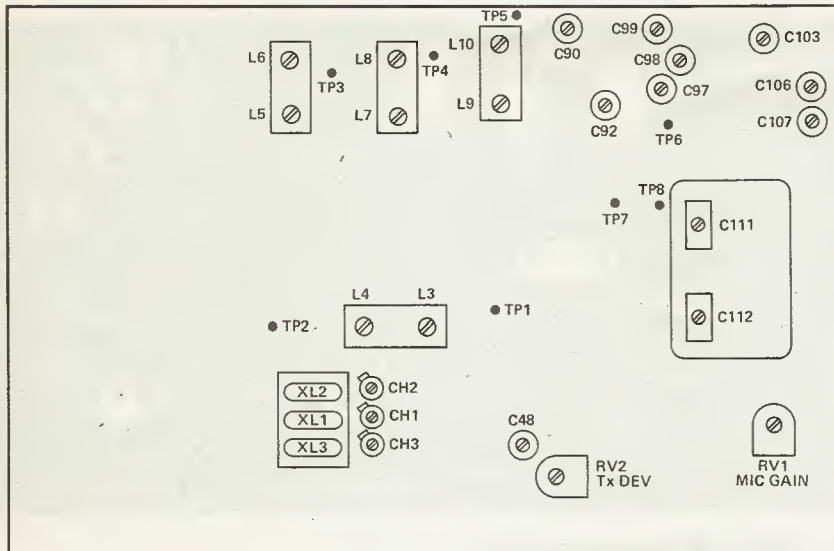 TP5
C99
L10
C103
L6
L8
C90
TP4
C98
TP3
C106
C97
L9
L5
L7
C92
C107
TP6
TP8
TP7
C111
L4
L3
TP1
C112
TP2
XL2
CH2
XL1
CH1
C48
XL3
CH3
RV2
Tx DEV
RV1
MIC GAIN